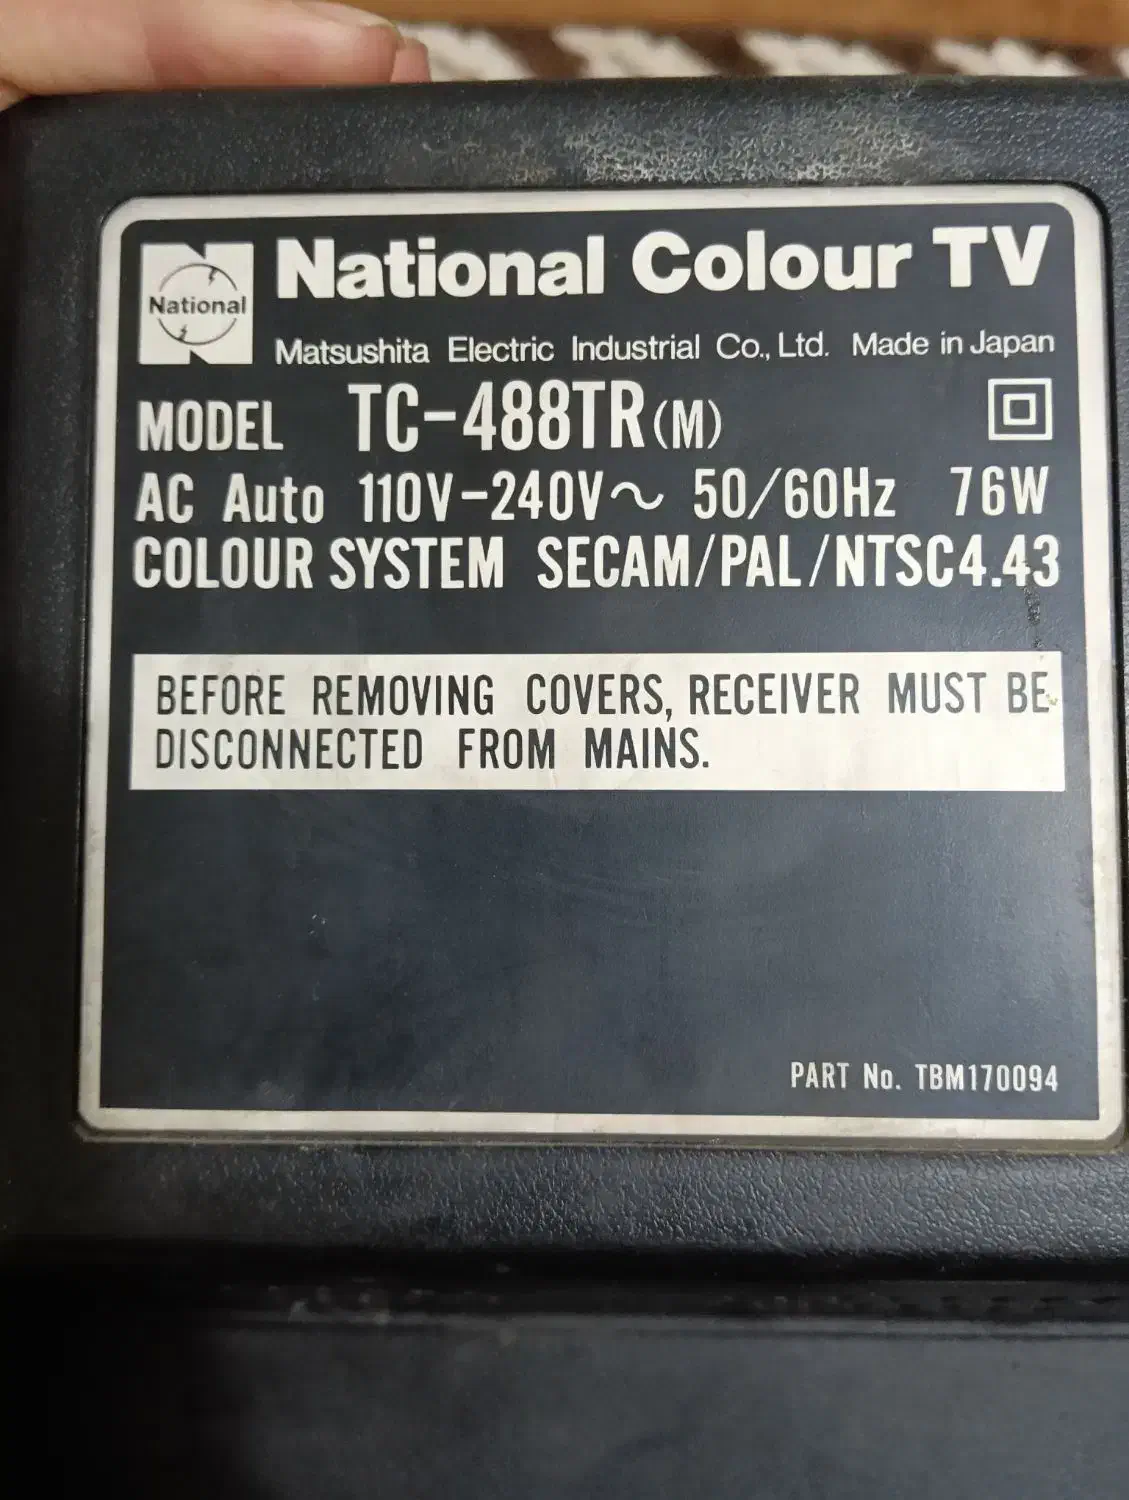 National
National Colour TV
Matsushita Electric Industrial Co., Ltd. Made in Japan
MODEL TC-488TR(M)
AC Auto 110V-240V~ 50/60Hz 76W
COLOUR SYSTEM SECAM/PAL/NTSC4.43
BEFORE REMOVING COVERS, RECEIVER MUST BE
DISCONNECTED FROM MAINS.
PART No. TBM170094